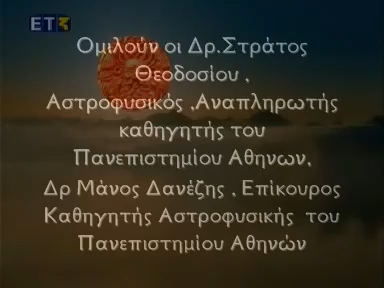 ET3
Ομιλούν οι Δρ.Στράτος
Θεοδοσίου ,
Αστροφυσικός ,Αναπληρωτής
καθηγητής του
Πανεπιστημίου Αθηνων,
Δρ Μάνος Δανέζης , Επίκουρος
Καθηγητής Αστροφυσικής του
Πανεπιστημίου Αθηνών